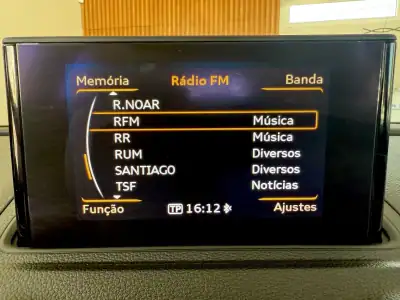 Memória Rádio FM Banda
R.NOAR
RFM Música
RR Música
RUM Diversos
SANTIAGO Diversos
TSF Notícias
Função TP 16:12 Ajustes